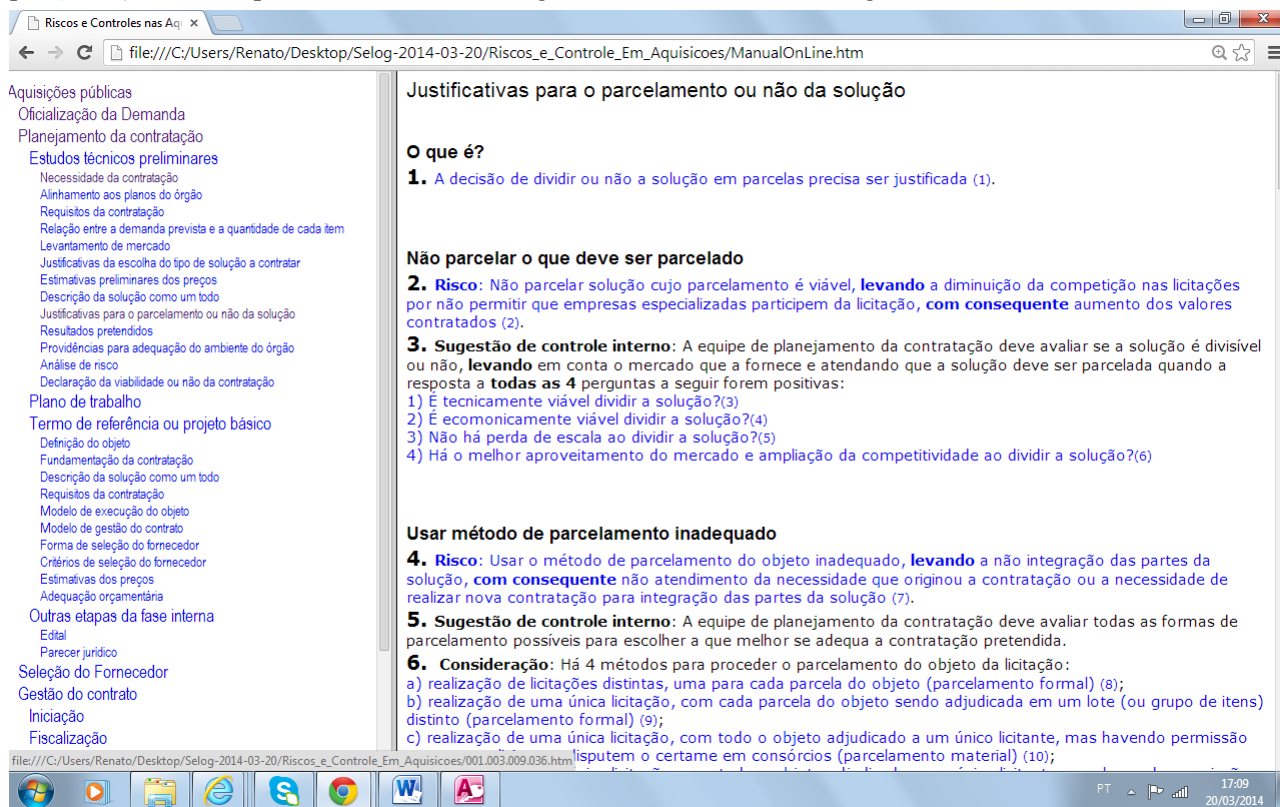 Riscos e Controles nas Aq
file:///C:/Users/Renato/Desktop/Selog-2014-03-20/Riscos_e_Controle_Em_Aquisicoes/ManualOnLine.htm
Aquisições públicas
Oficialização da Demanda
Planejamento da contratação
Estudos técnicos preliminares
Necessidade da contratação
Alinhamento aos planos do órgão
Requisitos da contratação
Relação entre a demanda prevista e a quantidade de cada item
Levantamento de mercado
Justificativas da escolha do tipo de solução a contratar
Estimativas preliminares dos preços
Descrição da solução como um todo
Justificativas para o parcelamento ou não da solução
Resultados pretendidos
Providências para adequação do ambiente do órgão
Análise de risco
Declaração da viabilidade ou não da contratação
Plano de trabalho
Termo de referência ou projeto básico
Definição do objeto
Fundamentação da contratação
Descrição da solução como um todo
Requisitos da contratação
Modelo de execução do objeto
Modelo de gestão do contrato
Forma de seleção do fornecedor
Critérios de seleção do fornecedor
Estimativas dos preços
Adequação orçamentária
Outras etapas da fase interna
Edital
Parecer jurídico
Seleção do Fornecedor
Gestão do contrato
Iniciação
Fiscalização
Justificativas para o parcelamento ou não da solução
O que é?
1. A decisão de dividir ou não a solução em parcelas precisa ser justificada (1).
Não parcelar o que deve ser parcelado
2. Risco: Não parcelar solução cujo parcelamento é viável, levando a diminuição da competição nas licitações
por não permitir que empresas especializadas participem da licitação, com consequente aumento dos valores
contratados (2).
3. Sugestão de controle interno: A equipe de planejamento da contratação deve avaliar se a solução é divisível
ou não, levando em conta o mercado que a fornece e atendando que a solução deve ser parcelada quando a
resposta a todas as 4 perguntas a seguir forem positivas:
1) É tecnicamente viável dividir a solução?(3)
2) É ecomonicamente viável dividir a solução?(4)
3) Não há perda de escala ao dividir a solução?(5)
4) Há o melhor aproveitamento do mercado e ampliação da competitividade ao dividir a solução?(6)
Usar método de parcelamento inadequado
4. Risco: Usar o método de parcelamento do objeto inadequado, levando a não integração das partes da
solução, com consequente não atendimento da necessidade que originou a contratação ou a necessidade de
realizar nova contratação para integração das partes da solução (7).
5. Sugestão de controle interno: A equipe de planejamento da contratação deve avaliar todas as formas de
parcelamento possíveis para escolher a que melhor se adequa a contratação pretendida.
6. Consideração: Há 4 métodos para proceder o parcelamento do objeto da licitação:
a) realização de licitações distintas, uma para cada parcela do objeto (parcelamento formal) (8);
b) realização de uma única licitação, com cada parcela do objeto sendo adjudicada em um lote (ou grupo de itens)
distinto (parcelamento formal) (9);
c) realização de uma única licitação, com todo o objeto adjudicado a um único licitante, mas havendo permissão
disputem o certame em consórcios (parcelamento material) (10);
file:///C:/Users/Renato/Desktop/Selog-2014-03-20/Riscos_e_Controle_Em_Aquisicoes/001.003.009.036.htm
PT
17:09
20/03/2014